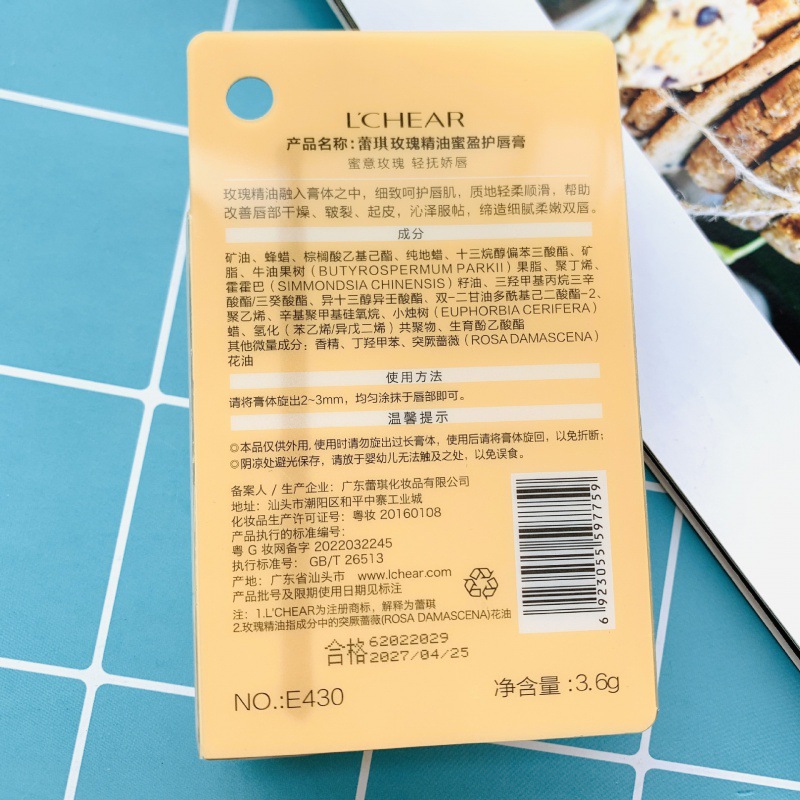 L'CHEAR
产品名称：蕾琪玫瑰精油蜜盈护唇膏
蜜意玫瑰 轻抚娇唇
玫瑰精油融入膏体之中，细致呵护唇肌，质地轻柔顺滑，帮助
改善唇部干燥、皲裂、起皮，沁泽服帖，缔造细腻柔嫩双唇。
成分
矿油、蜂蜡、棕榈酸乙基己酯、纯地蜡、十三烷醇偏苯三酸酯、矿
脂、牛油果树（BUTYROSPERMUM PARKII）果脂、聚丁烯、
霍霍巴（SIMMONDSIA CHINENSIS）籽油、三羟甲基丙烷三辛
酸酯/三癸酸酯、异十三醇异壬酸酯、双-二甘油多酰基己二酸酯-2、
聚乙烯、辛基聚甲基硅氧烷、小烛树（EUPHORBIA CERIFERA）
蜡、氢化（苯乙烯/异戊二烯）共聚物、生育酚乙酸酯
其他微量成分：香精、丁羟甲苯、突厥蔷薇（ROSA DAMASCENA）
花油
使用方法
请将膏体旋出2~3mm，均匀涂抹于唇部即可。
温馨提示
◎本品仅供外用，使用时请勿旋出过长膏体，使用后请将膏体旋回，以免折断；
◎阴凉处避光保存，请放于婴幼儿无法触及之处，以免误食。
备案人 / 生产企业：广东蕾琪化妆品有限公司
地址：汕头市潮阳区和平中寨工业城
化妆品生产许可证号：粤妆 20160108
产品执行的标准编号：
粤 G 妆网备字 2022032245
执行标准号： GB/T 26513
产地：广东省汕头市 www.lchear.com
产品批号及限期使用日期见标注
注：1.L'CHEAR为注册商标，解释为蕾琪
2.玫瑰精油指成分中的突厥蔷薇(ROSA DAMASCENA)花油
6 923055 597759
合格 62022029
2027/04/25
NO.:E430
净含量：3.6g